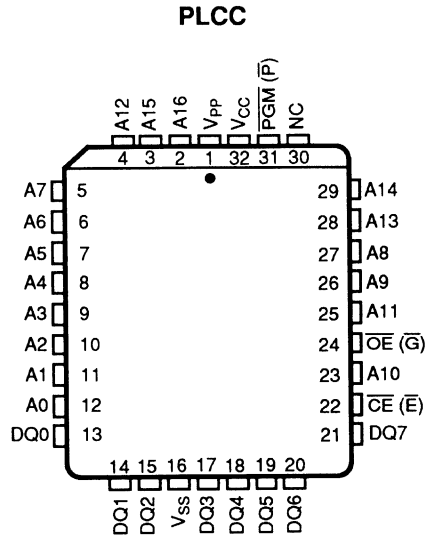 PLCC
A12 A15 A16 VPP VCC P̅G̅M̅ (P̅) NC
4 3 2 1 32 31 30
A7 5 29 A14
A6 6 28 A13
A5 7 27 A8
A4 8 26 A9
A3 9 25 A11
A2 10 24 O̅E̅ (G̅)
A1 11 23 A10
A0 12 22 C̅E̅ (E̅)
DQ0 13 21 DQ7
14 15 16 17 18 19 20
DQ1 DQ2 VSS DQ3 DQ4 DQ5 DQ6